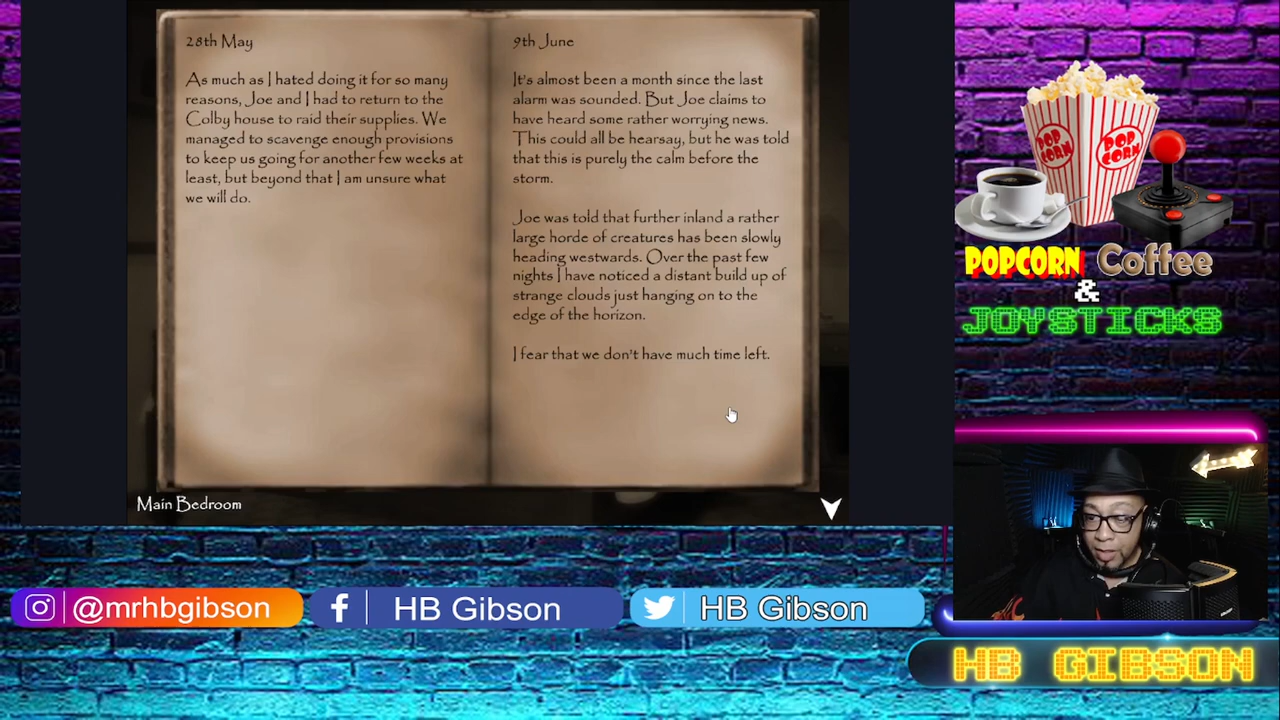 28th May
As much as I hated doing it for so many
reasons, Joe and I had to return to the
Colby house to raid their supplies. We
managed to scavenge enough provisions
to keep us going for another few weeks at
least, but beyond that I am unsure what
we will do.
9th June
It's almost been a month since the last
alarm was sounded. But Joe claims to
have heard some rather worrying news.
This could all be hearsay, but he was told
that this is purely the calm before the
storm.
Joe was told that further inland a rather
large horde of creatures has been slowly
heading westwards. Over the past few
nights I have noticed a distant build up of
strange clouds just hanging on to the
edge of the horizon.
I fear that we don't have much time left.
Main Bedroom
POP
CORN
POP
CORN
POPCORN Coffee
&
JOYSTICKS
@mrhbgibson
HB Gibson
HB Gibson
HB GIBSON